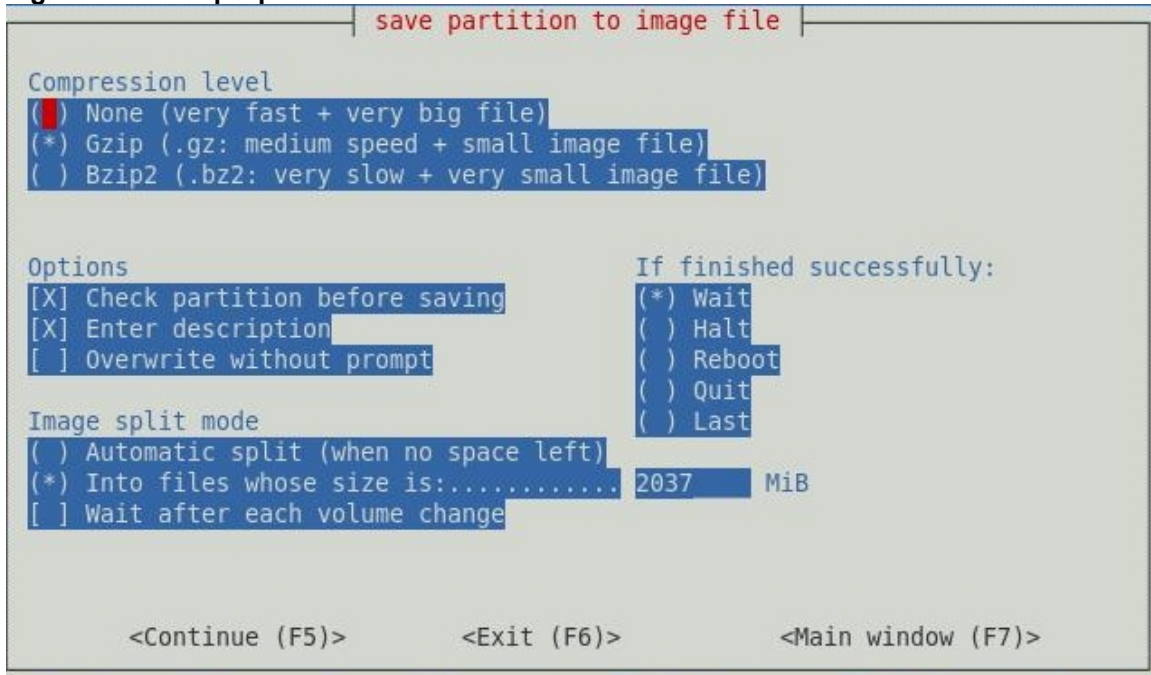 save partition to image file
Compression level
( ) None (very fast + very big file)
(*) Gzip (.gz: medium speed + small image file)
( ) Bzip2 (.bz2: very slow + very small image file)
Options
[X] Check partition before saving
[X] Enter description
[ ] Overwrite without prompt
If finished successfully:
(*) Wait
( ) Halt
( ) Reboot
( ) Quit
( ) Last
Image split mode
( ) Automatic split (when no space left)
(*) Into files whose size is:............ 2037 MiB
[ ] Wait after each volume change
<Continue (F5)> <Exit (F6)> <Main window (F7)>